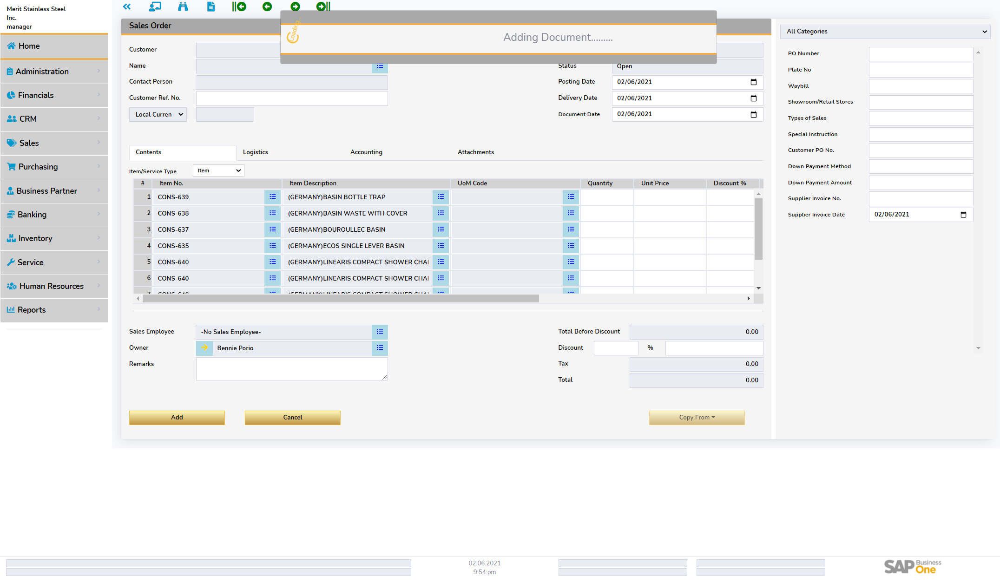 Merit Stainless Steel
Inc.
manager
Home
Administration
Financials
CRM
Sales
Purchasing
Business Partner
Banking
Inventory
Service
Human Resources
Reports
Sales Order
Loading...
Adding Document.........
Customer
Name
Contact Person
Customer Ref. No.
Local Curren
Status Open
Posting Date 02/06/2021
Delivery Date 02/06/2021
Document Date 02/06/2021
Contents Logistics Accounting Attachments
Item/Service Type Item
# Item No. Item Description UoM Code Quantity Unit Price Discount %
1 CONS-639 (GERMANY)BASIN BOTTLE TRAP
2 CONS-638 (GERMANY)BASIN WASTE WITH COVER
3 CONS-637 (GERMANY)BOUROULLEC BASIN
4 CONS-635 (GERMANY)ECOS SINGLE LEVER BASIN
5 CONS-640 (GERMANY)LINEARIS COMPACT SHOWER CHA
6 CONS-640 (GERMANY)LINEARIS COMPACT SHOWER CHA
Sales Employee -No Sales Employee-
Owner Bennie Porio
Remarks
Total Before Discount 0.00
Discount %
Tax 0.00
Total 0.00
Add Cancel Copy From
All Categories
PO Number
Plate No
Waybill
Showroom/Retail Stores
Types of Sales
Special Instruction
Customer PO No.
Down Payment Method
Down Payment Amount
Supplier Invoice No.
Supplier Invoice Date 02/06/2021
02.06.2021
9:54:pm
SAP Business One